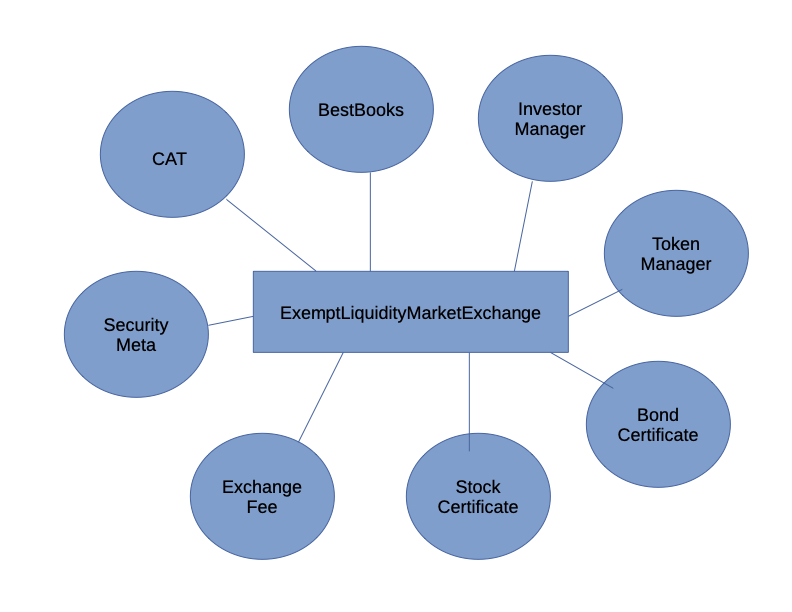 BestBooks
Investor
Manager
CAT
Token
Manager
ExemptLiquidityMarketExchange
Security
Meta
Bond
Certificate
Exchange
Fee
Stock
Certificate